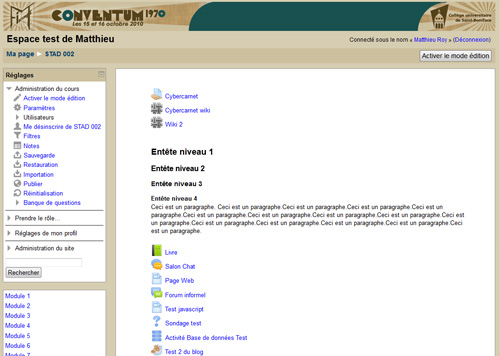 CONVENTUM 1970
Les 15 et 16 octobre 2010
Collège universitaire
de Saint-Boniface
Espace test de Matthieu
Connecté sous le nom « Matthieu Roy » (Déconnexion)
Ma page ► STAD 002
Activer le mode édition
Réglages
Administration du cours
Activer le mode édition
Paramètres
Utilisateurs
Me désinscrire de STAD 002
Filtres
Notes
Sauvegarde
Restauration
Importation
Publier
Réinitialisation
Banque de questions
Prendre le rôle...
Réglages de mon profil
Administration du site
Rechercher
Module 1
Module 2
Module 3
Module 4
Module 5
Module 6
Module 7
Cybercarnet
Cybercarnet wiki
Wiki 2
Entête niveau 1
Entête niveau 2
Entête niveau 3
Entête niveau 4
Ceci est un paragraphe. Ceci est un paragraphe.Ceci est un paragraphe.Ceci est un paragraphe.Ceci est un
paragraphe.Ceci est un paragraphe.Ceci est un paragraphe.Ceci est un paragraphe.Ceci est un paragraphe.Ceci est
un paragraphe.Ceci est un paragraphe.Ceci est un paragraphe.Ceci est un paragraphe.Ceci est un paragraphe.Ceci
est un paragraphe.
Livre
Salon Chat
Page Web
Forum informel
Test javascript
Sondage test
Activité Base de données Test
Test 2 du blog